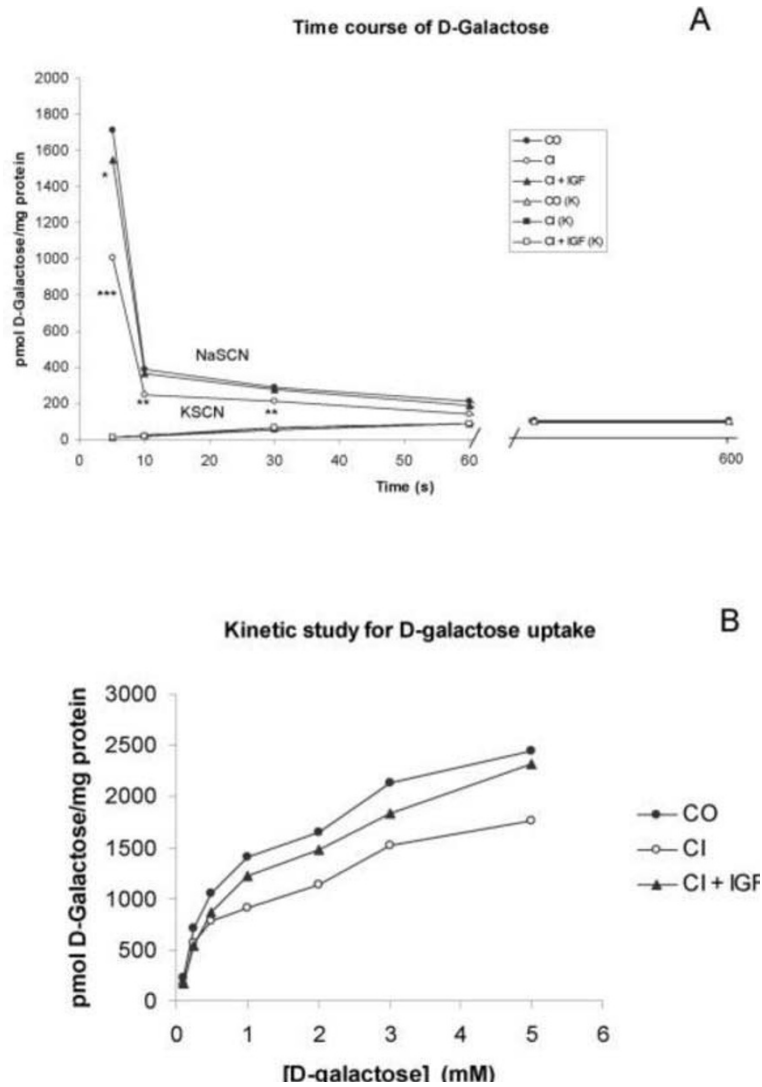 A
Time course of D-Galactose
pmol D-Galactose/mg protein
2000
1800
1600
1400
1200
1000
800
600
400
200
0
*
***
**
**
NaSCN
KSCN
CO
CI
CI + IGF
CO (K)
CI (K)
CI + IGF (K)
0 10 20 30 40 50 60 600
Time (s)
B
Kinetic study for D-galactose uptake
pmol D-Galactose/mg protein
3000
2500
2000
1500
1000
500
0
CO
CI
CI + IGF
0 1 2 3 4 5 6
[D-galactose] (mM)